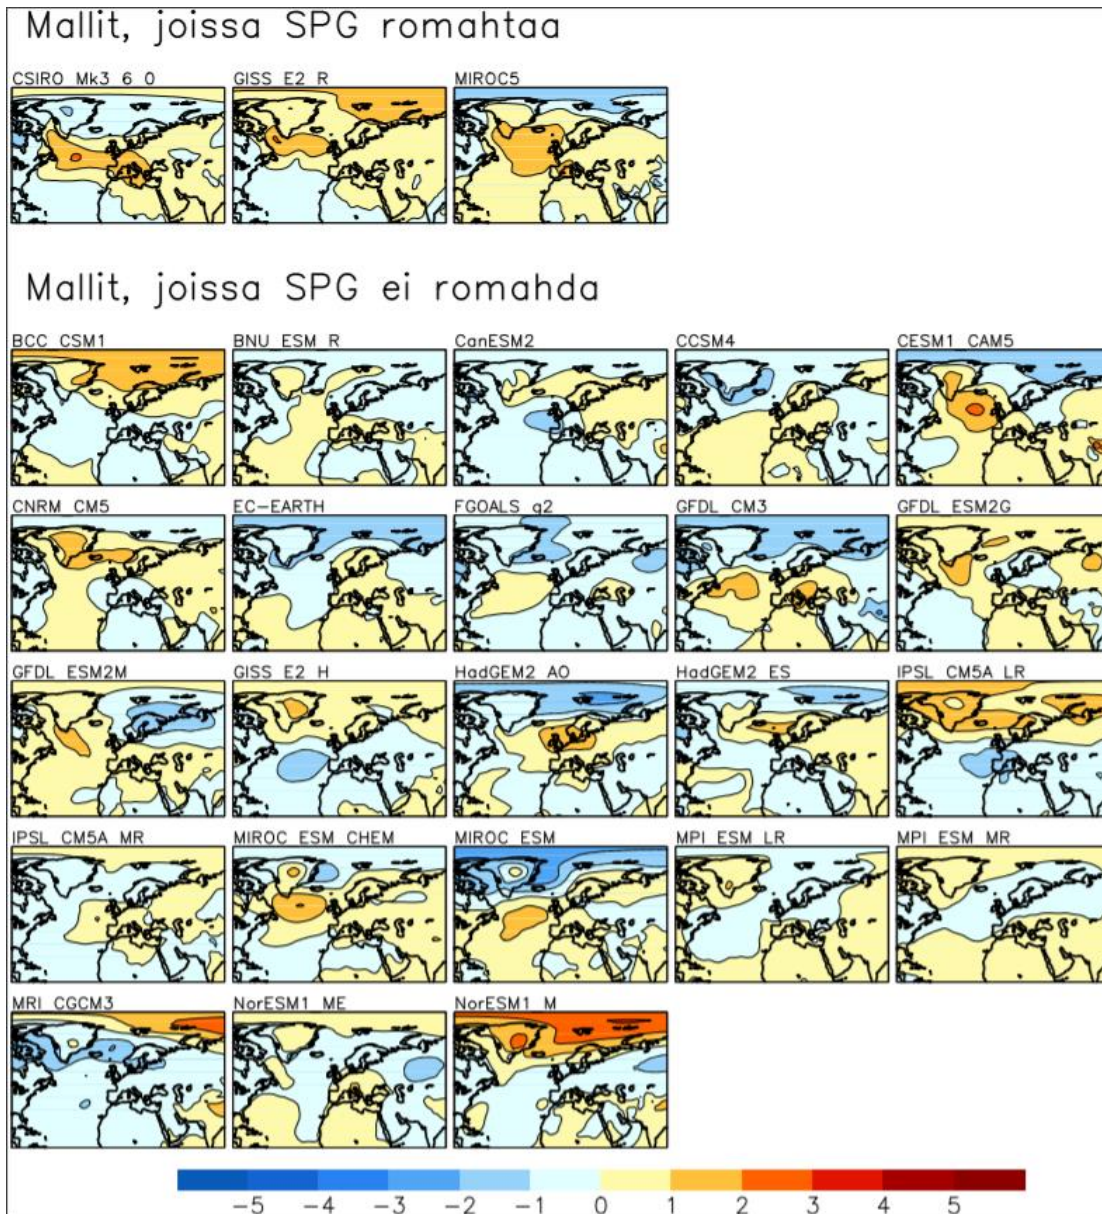 Mallit, joissa SPG romahtaa
CSIRO Mk3 6 0 GISS E2 R MIROC5
Mallit, joissa SPG ei romahda
BCC CSM1 BNU ESM R CanESM2 CCSM4 CESM1 CAM5
CNRM CM5 EC-EARTH FGOALS g2 GFDL CM3 GFDL ESM2G
GFDL ESM2M GISS E2 H HadGEM2 AO HadGEM2 ES IPSL CM5A LR
IPSL CM5A MR MIROC ESM CHEM MIROC ESM MPI ESM LR MPI ESM MR
MRI CGCM3 NorESM1 ME NorESM1 M
-5 -4 -3 -2 -1 0 1 2 3 4 5